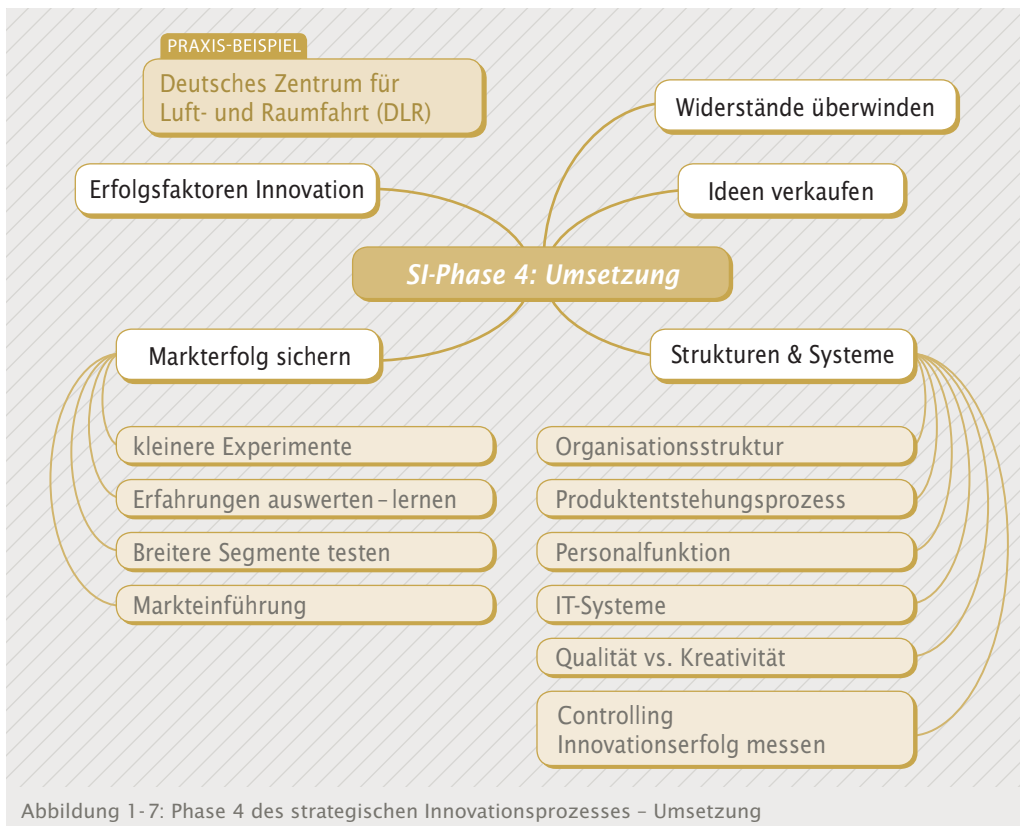 PRAXIS-BEISPIEL
Deutsches Zentrum für
Luft- und Raumfahrt (DLR)
Widerstände überwinden
Erfolgsfaktoren Innovation
Ideen verkaufen
SI-Phase 4: Umsetzung
Markterfolg sichern
Strukturen & Systeme
kleinere Experimente
Erfahrungen auswerten – lernen
Breitere Segmente testen
Markteinführung
Organisationsstruktur
Produktentstehungsprozess
Personalfunktion
IT-Systeme
Qualität vs. Kreativität
Controlling
Innovationserfolg messen
Abbildung 1-7: Phase 4 des strategischen Innovationsprozesses – Umsetzung